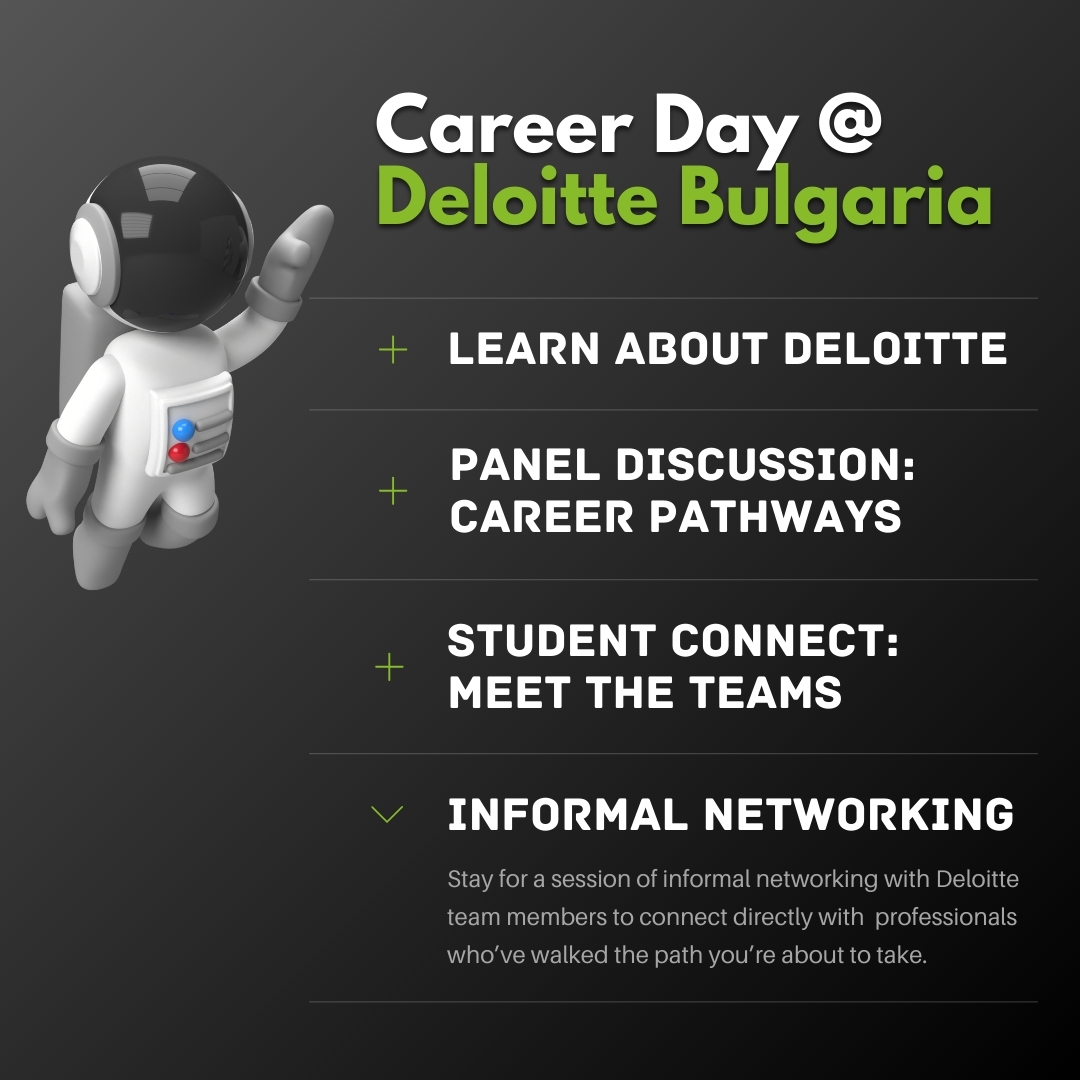 Career Day @
Deloitte Bulgaria
LEARN ABOUT DELOITTE
PANEL DISCUSSION:
CAREER PATHWAYS
STUDENT CONNECT:
MEET THE TEAMS
INFORMAL NETWORKING
Stay for a session of informal networking with Deloitte
team members to connect directly with  professionals
who’ve walked the path you’re about to take.